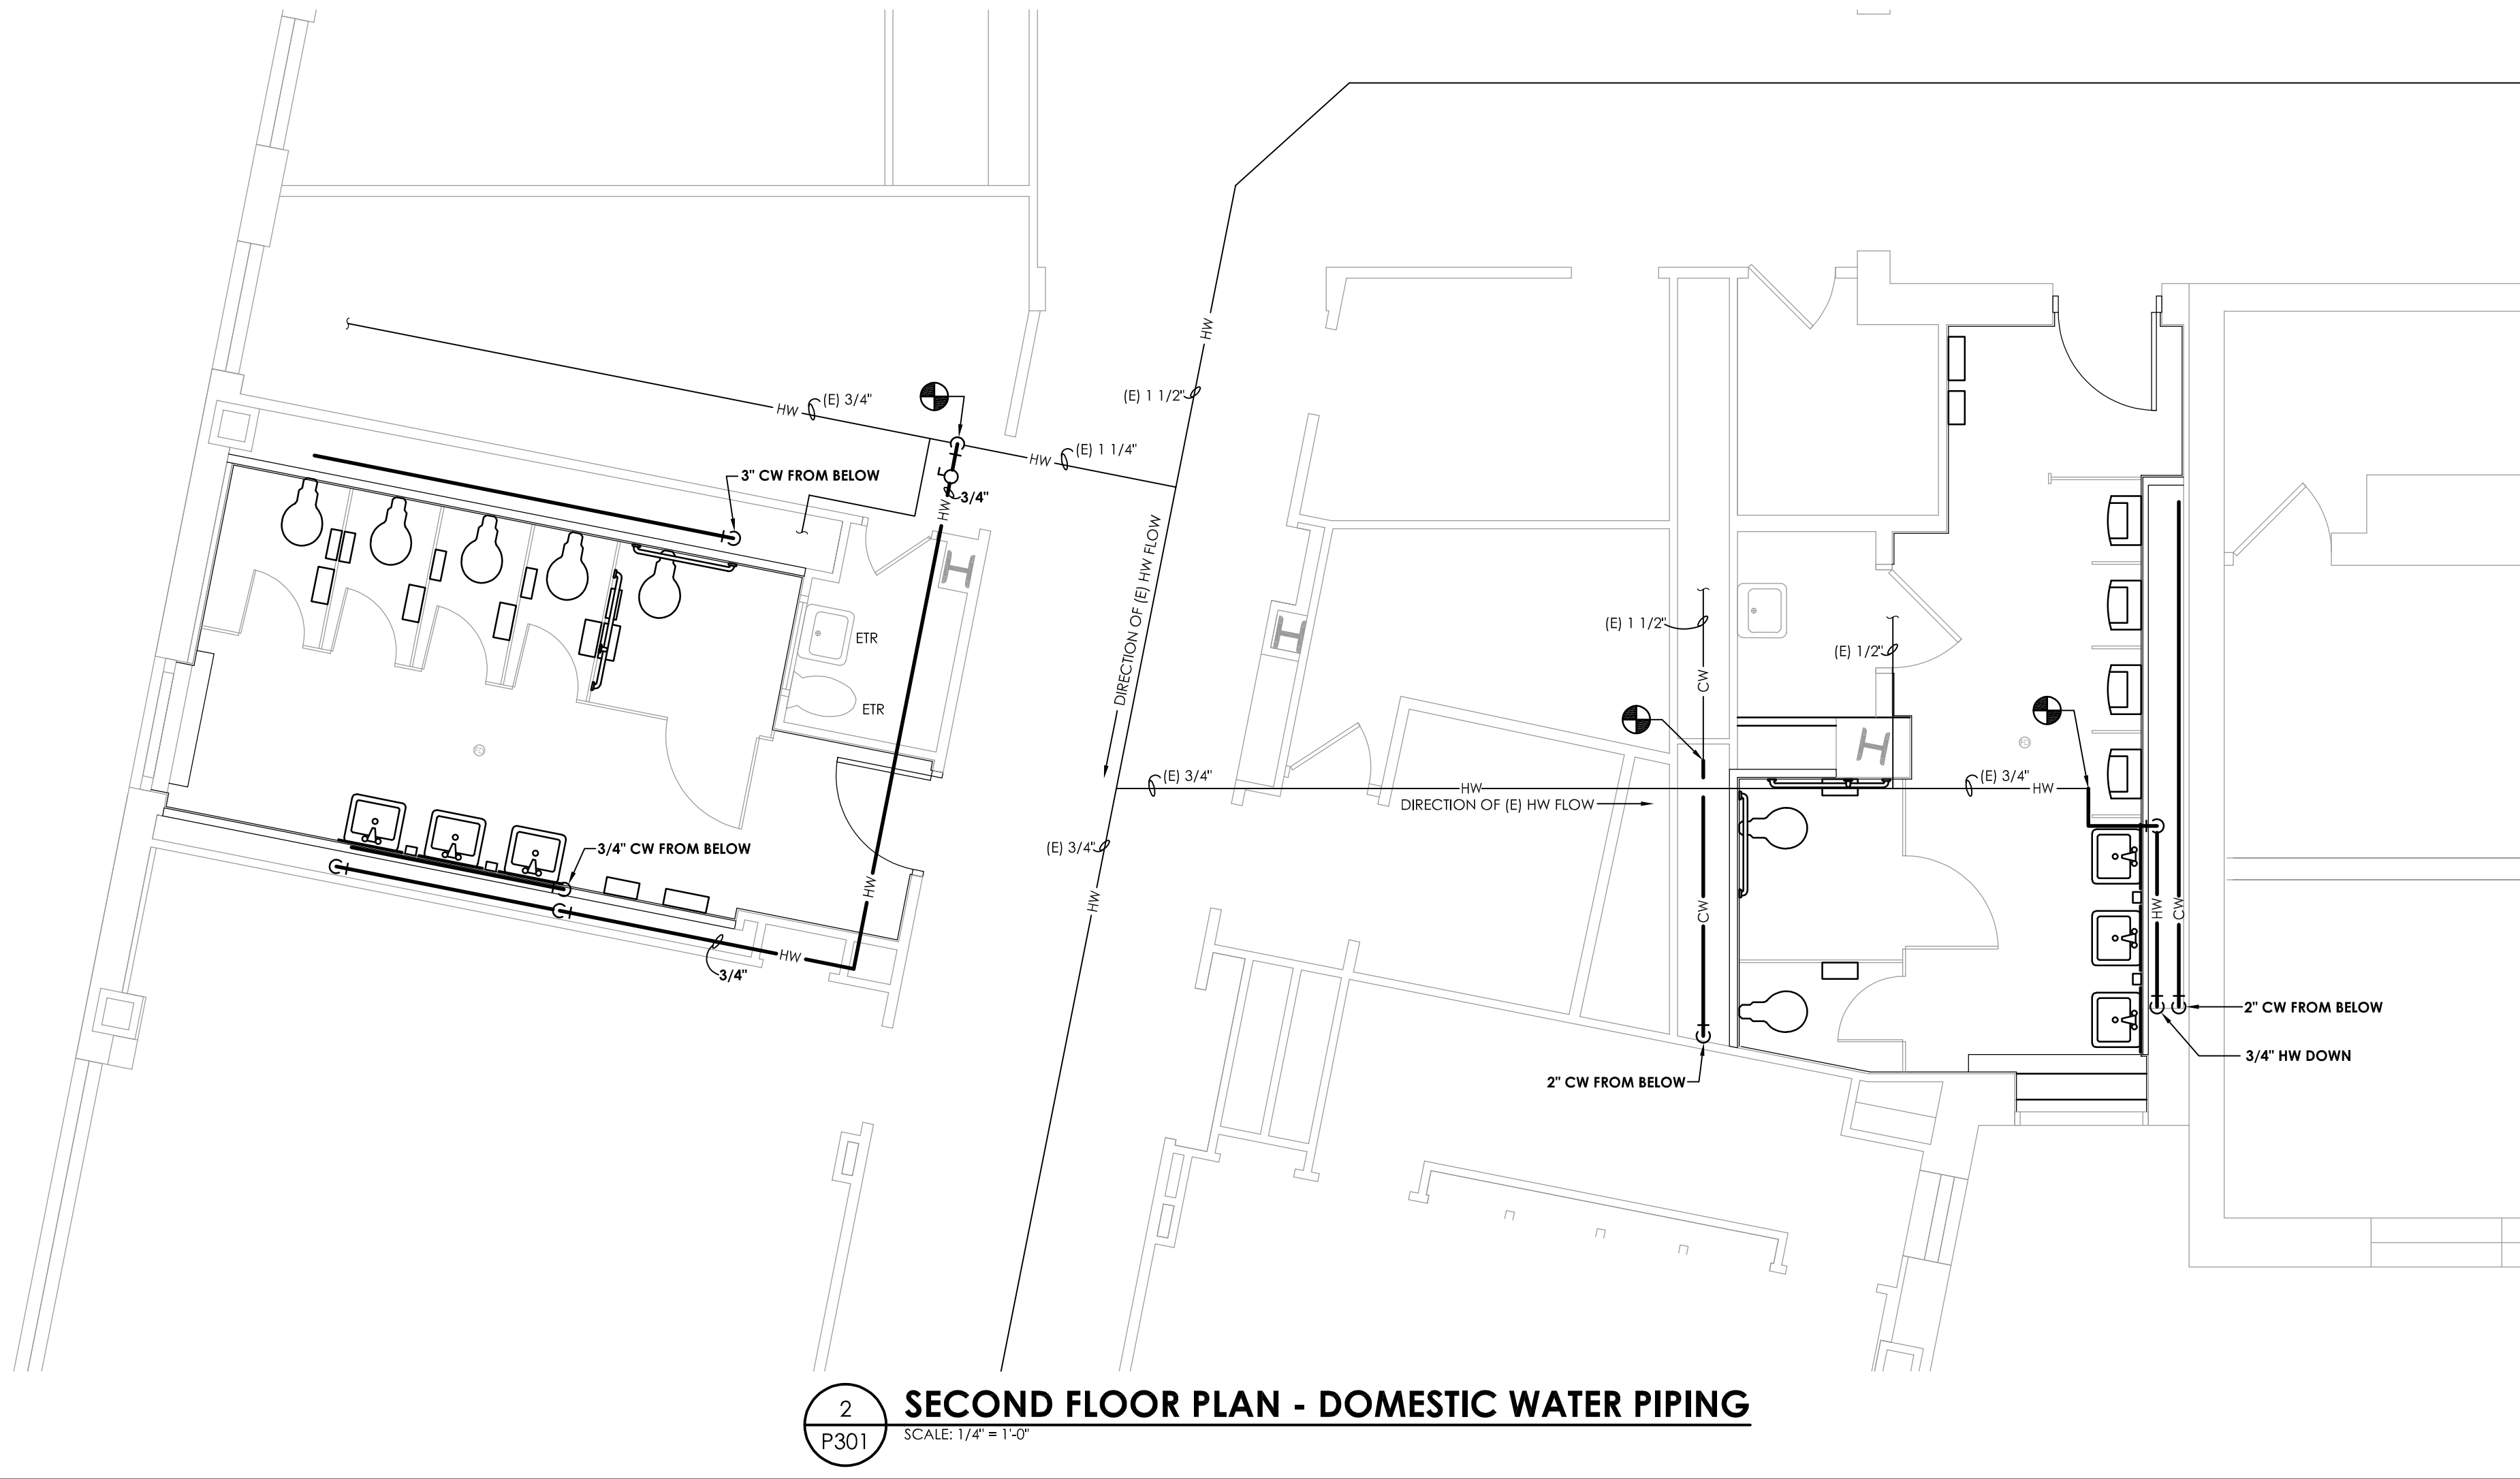 HW
(E) 1 1/2"
HW
(E) 3/4"
HW
(E) 1 1/4"
3" CW FROM BELOW
3/4"
HW
DIRECTION OF (E) HW FLOW
ETR
ETR
(E) 1 1/2"
CW
(E) 1/2"
(E) 3/4"
HW
DIRECTION OF (E) HW FLOW
(E) 3/4"
HW
(E) 3/4"
HW
3/4" CW FROM BELOW
HW
HW
3/4"
CW
HW
CW
2" CW FROM BELOW
3/4" HW DOWN
2" CW FROM BELOW
2
P301
SECOND FLOOR PLAN - DOMESTIC WATER PIPING
SCALE: 1/4" = 1'-0"